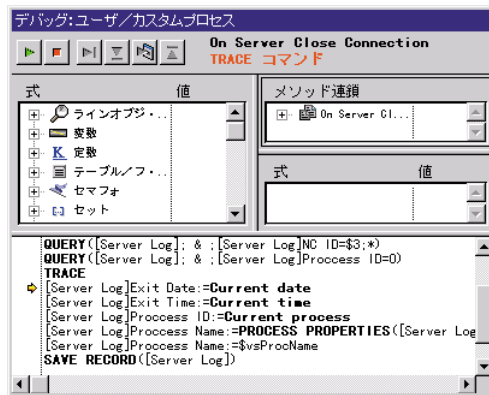 デバッグ:ユーザ／カスタムプロセス
On Server Close Connection
TRACE コマンド
式 値
ラインオブジ・..
変数
定数
テーブル／フ・..
セマフォ
セット
メソッド連鎖
On Server Cl...
式 値
QUERY([Server Log]; & ;[Server Log]NC ID=$3;*)
QUERY([Server Log]; & ;[Server Log]Proccess ID=0)
TRACE
[Server Log]Exit Date:=Current date
[Server Log]Exit Time:=Current time
[Server Log]Proccess ID:=Current process
[Server Log]Proccess Name:=PROCESS PROPERTIES([Server Log
[Server Log]Proccess Name:=$vsProcName
SAVE RECORD([Server Log])